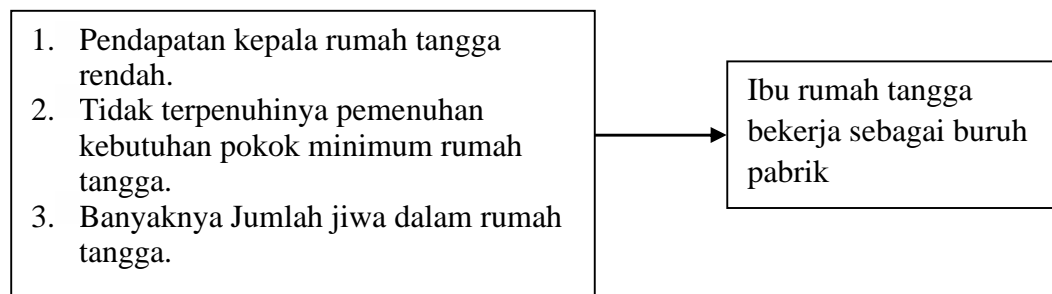 1. Pendapatan kepala rumah tangga
rendah.
2. Tidak terpenuhinya pemenuhan
kebutuhan pokok minimum rumah
tangga.
3. Banyaknya Jumlah jiwa dalam rumah
tangga.
Ibu rumah tangga
bekerja sebagai buruh
pabrik